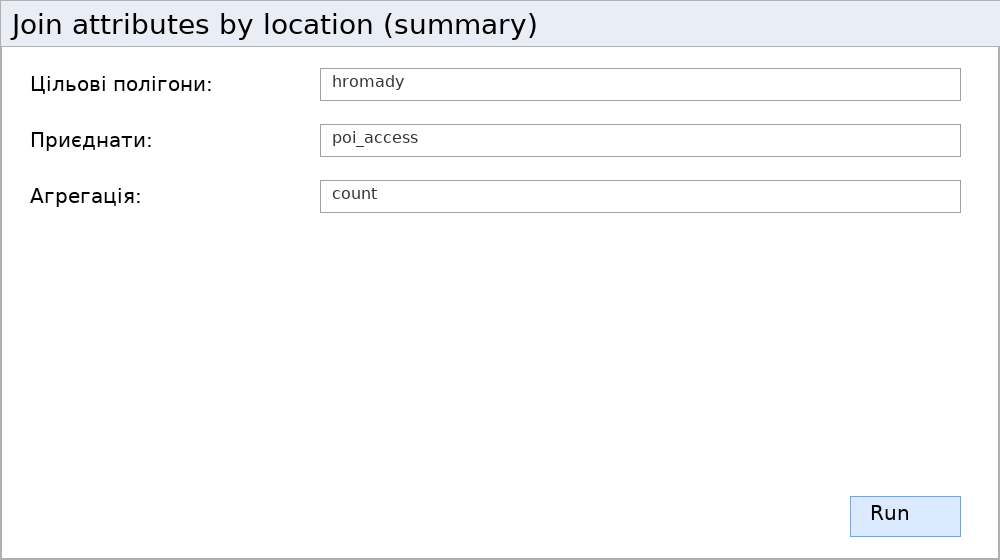 Join attributes by location (summary)
Цільові полігони: hromady
Приєднати: poi_access
Агрегація: count
Run